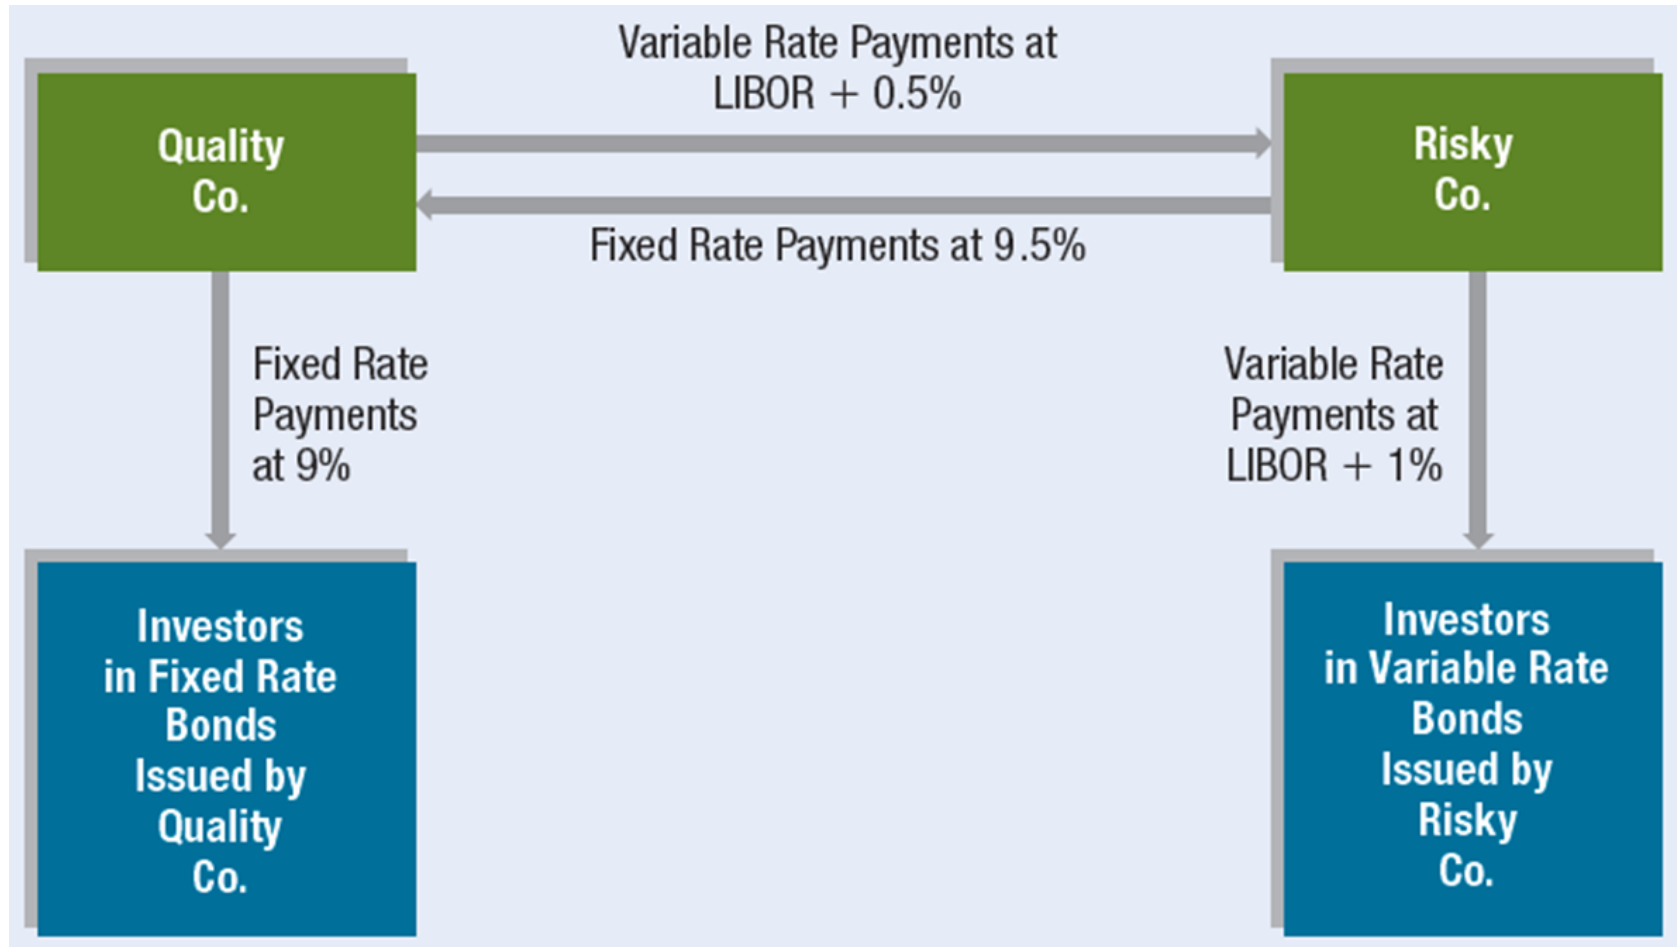 Variable Rate Payments at
LIBOR + 0.5%
Quality
Co.
Risky
Co.
Fixed Rate Payments at 9.5%
Fixed Rate
Payments
at 9%
Variable Rate
Payments at
LIBOR + 1%
Investors
in Fixed Rate
Bonds
Issued by
Quality
Co.
Investors
in Variable Rate
Bonds
Issued by
Risky
Co.